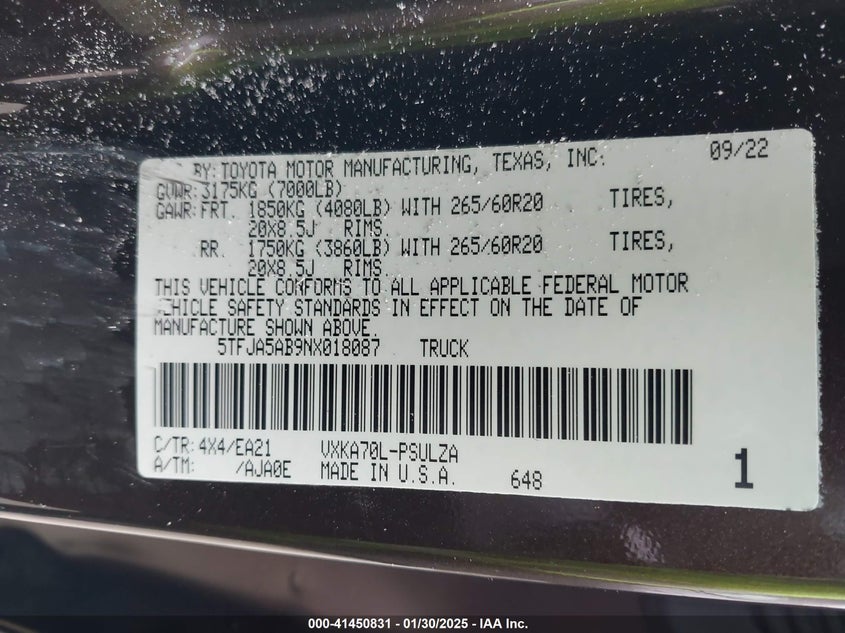 BY: TOYOTA MOTOR MANUFACTURING, TEXAS, INC: 09/22
GVWR: 3175KG (7000LB)
GAWR: FRT. 1850KG (4080LB) WITH 265/60R20 TIRES,
20X8.5J RIMS.
RR. 1750KG (3860LB) WITH 265/60R20 TIRES,
20X8.5J RIMS.
THIS VEHICLE CONFORMS TO ALL APPLICABLE FEDERAL MOTOR
VEHICLE SAFETY STANDARDS IN EFFECT ON THE DATE OF
MANUFACTURE SHOWN ABOVE.
5TFJA5AB9NX018087 TRUCK
C/TR: 4X4/EA21 VXKA70L-PSULZA
A/TM: /AJA0E MADE IN U.S.A. 648 1
000-41450831 - 01/30/2025 - IAA Inc.